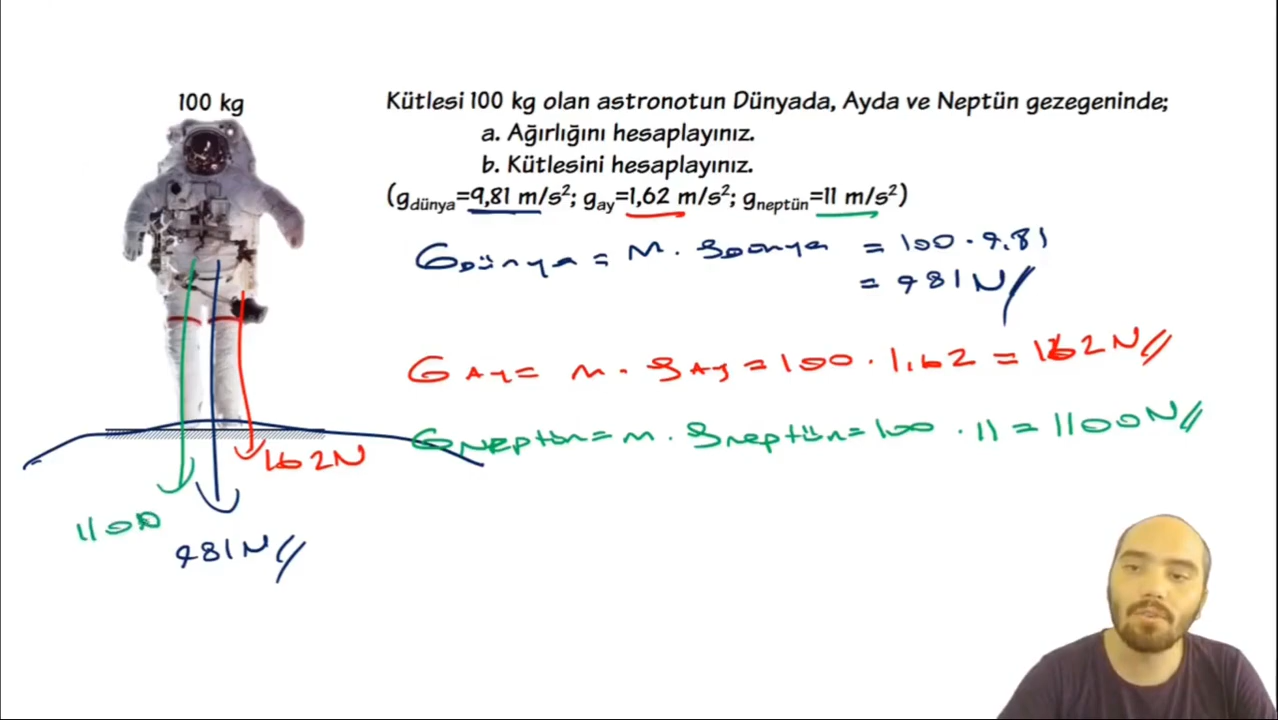 100 kg
Kütlesi 100 kg olan astronotun Dünyada, Ayda ve Neptün gezegeninde;
a. Ağırlığını hesaplayınız.
b. Kütlesini hesaplayınız.
(gdünya=9,81 m/s²; gay=1,62 m/s²; gneptün=11 m/s²)
GDünya = m . gDünya = 100 . 9.81
= 981 N
GAy = m . gAy = 100 . 1,62 = 162 N
GNeptün = m . gneptün = 100 . 11 = 1100 N
162 N
1100
981 N